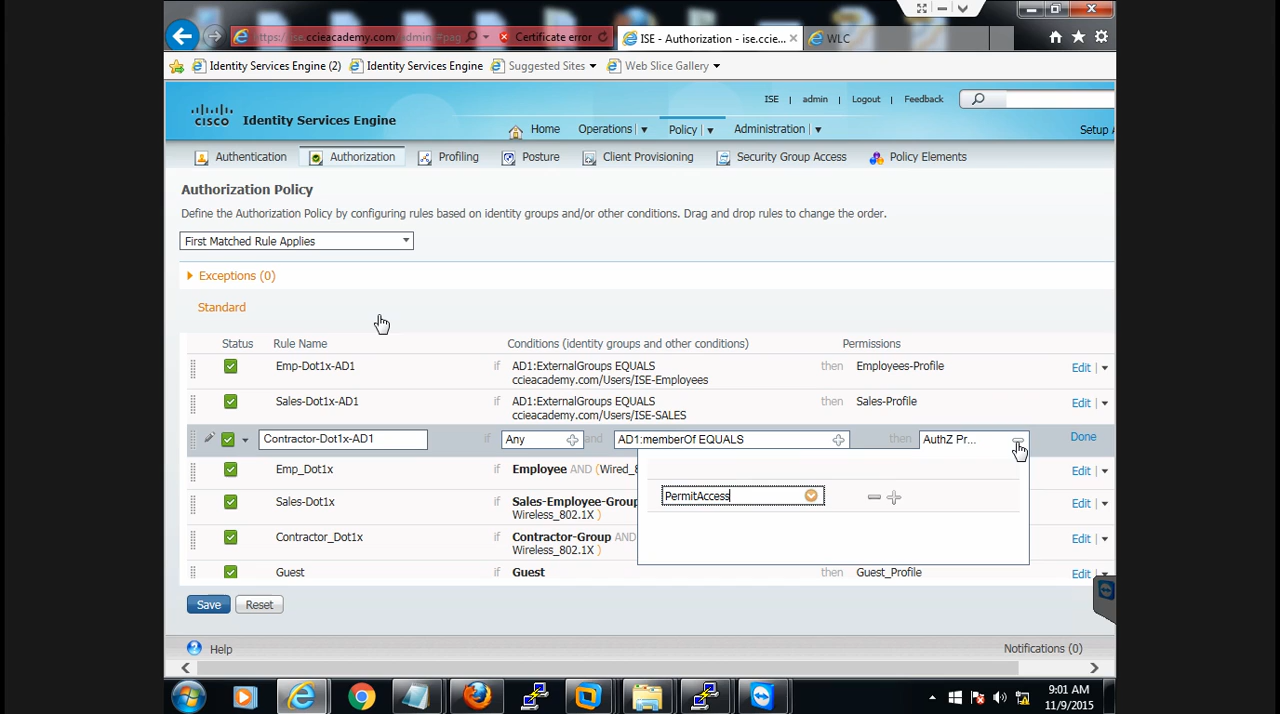 https://ise.ccieacademy.com/admin/#pag
Certificate error
ISE - Authorization - ise.ccie...
WLC
Identity Services Engine (2)
Identity Services Engine
Suggested Sites
Web Slice Gallery
ISE | admin | Logout | Feedback
CISCO Identity Services Engine
Home
Operations
Policy
Administration
Setup A
Authentication
Authorization
Profiling
Posture
Client Provisioning
Security Group Access
Policy Elements
Authorization Policy
Define the Authorization Policy by configuring rules based on identity groups and/or other conditions. Drag and drop rules to change the order.
First Matched Rule Applies
Exceptions (0)
Standard
Status Rule Name Conditions (identity groups and other conditions) Permissions
Emp-Dot1x-AD1 if AD1:ExternalGroups EQUALS then Employees-Profile Edit |
ccieacademy.com/Users/ISE-Employees
Sales-Dot1x-AD1 if AD1:ExternalGroups EQUALS then Sales-Profile Edit |
ccieacademy.com/Users/ISE-SALES
Contractor-Dot1x-AD1 if Any and AD1:memberOf EQUALS then AuthZ Pr... Done
Emp_Dot1x if Employee AND (Wired_8 Edit |
PermitAccess
Sales-Dot1x if Sales-Employee-Group Edit |
Wireless_802.1X )
Contractor_Dot1x if Contractor-Group AND Edit |
Wireless_802.1X )
Guest if Guest then Guest_Profile Edit |
Save Reset
Help
Notifications (0)
9:01 AM
11/9/2015